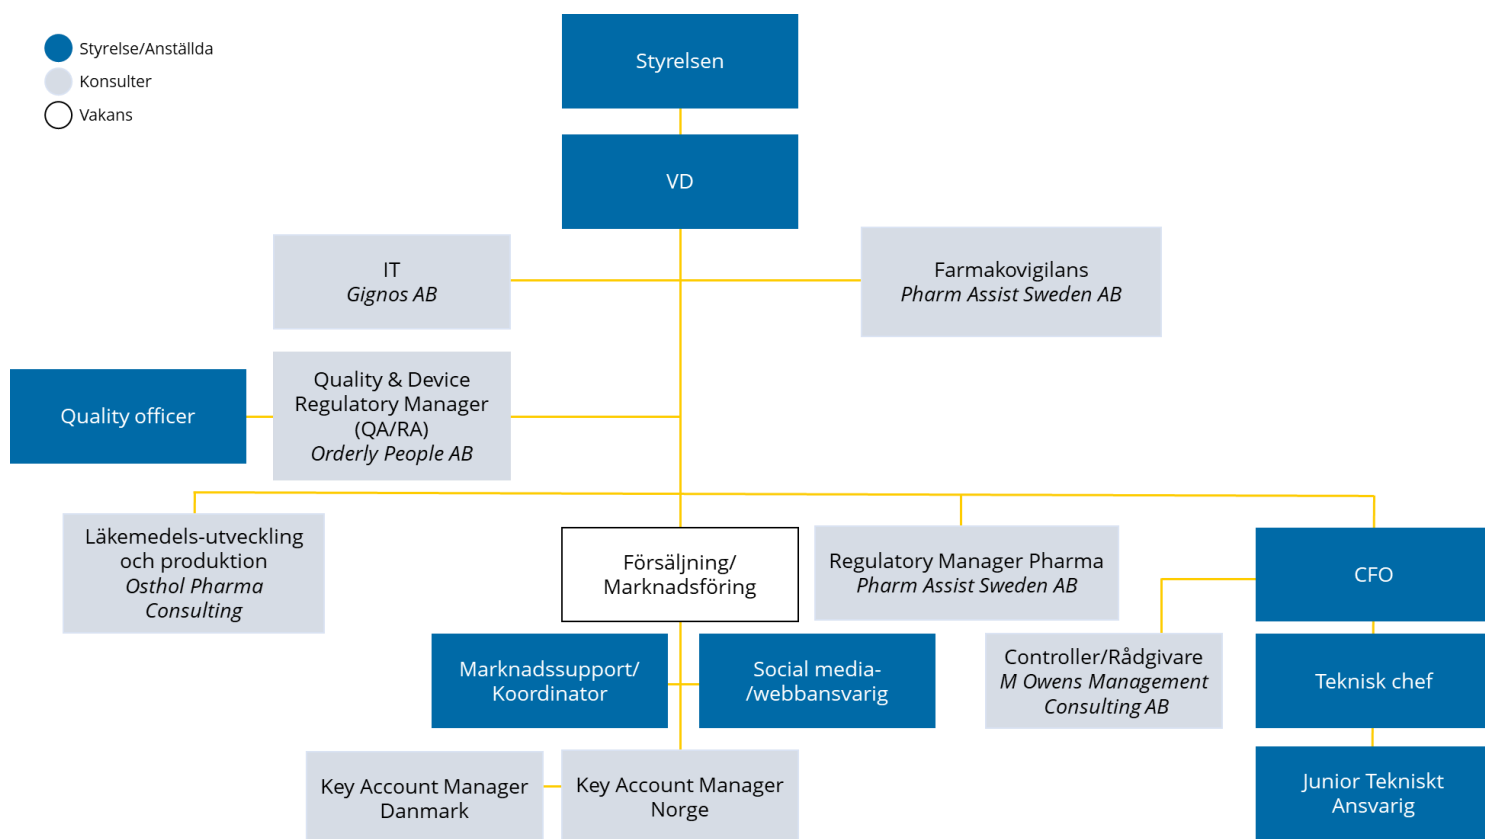 Styrelse/Anställda
Konsulter
Vakans
Styrelsen
VD
IT
Gignos AB
Farmakovigilans
Pharm Assist Sweden AB
Quality officer
Quality & Device
Regulatory Manager
(QA/RA)
Orderly People AB
Läkemedels-utveckling
och produktion
Osthol Pharma
Consulting
Försäljning/
Marknadsföring
Regulatory Manager Pharma
Pharm Assist Sweden AB
CFO
Marknadssupport/
Koordinator
Social media-
/webbansvarig
Controller/Rådgivare
M Owens Management
Consulting AB
Teknisk chef
Key Account Manager
Danmark
Key Account Manager
Norge
Junior Tekniskt
Ansvarig